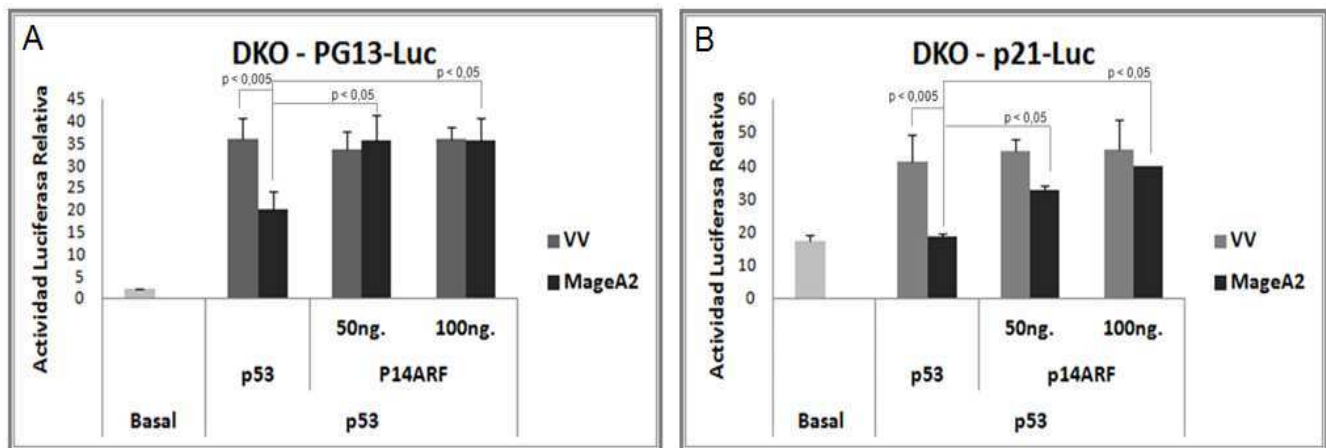 A
DKO - PG13-Luc
p < 0,005
p < 0,05
p < 0,05
Actividad Luciferasa Relativa
45
40
35
30
25
20
15
10
5
0
VV
MageA2
50ng.
100ng.
p53
P14ARF
Basal
p53
B
DKO - p21-Luc
p < 0,05
p < 0,005
p < 0,05
Actividad Luciferasa Relativa
60
50
40
30
20
10
0
VV
MageA2
50ng.
100ng.
p53
p14ARF
Basal
p53